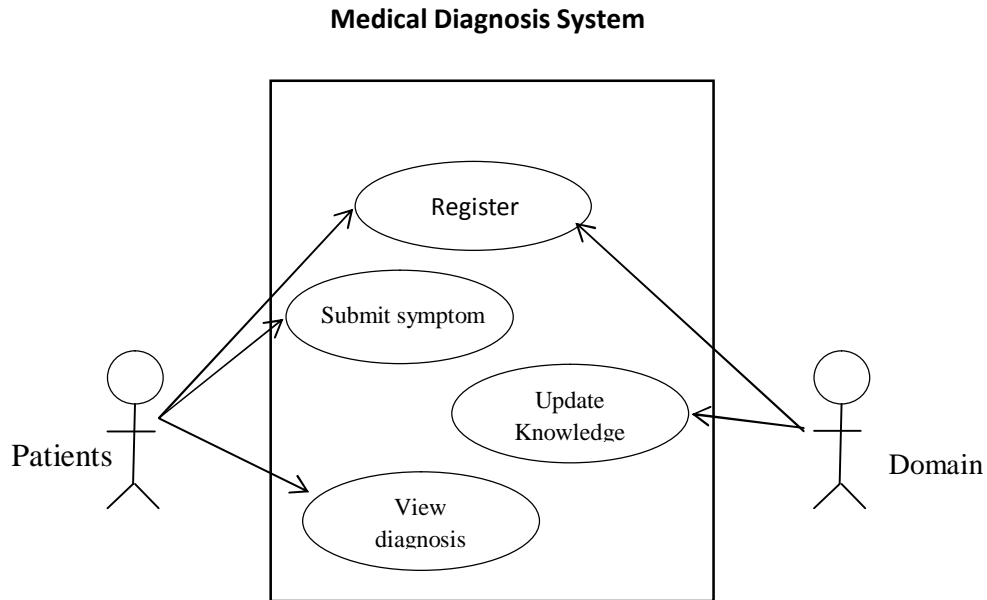 Medical Diagnosis System
Register
Submit symptom
Update
Knowledge
Patients
Domain
View
diagnosis